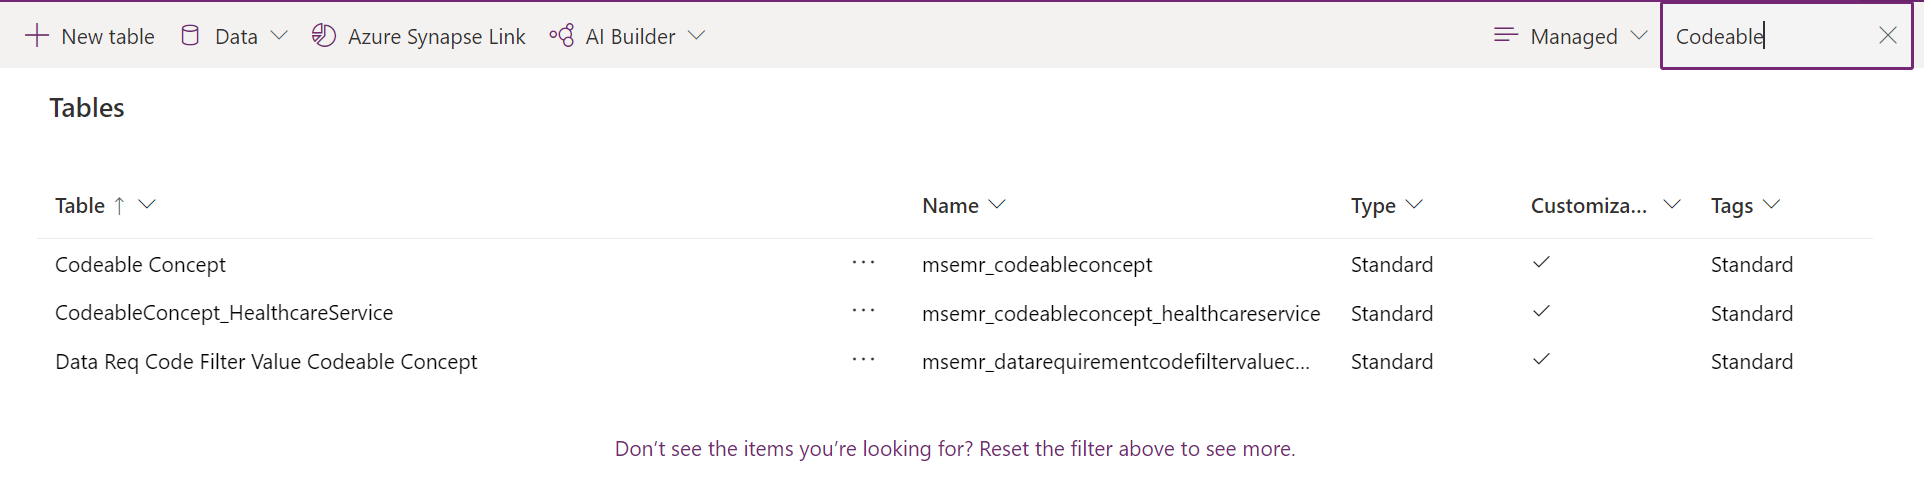 New table Data Azure Synapse Link AI Builder Managed Codeable
Tables
Table ↑ Name Type Customiza... Tags
Codeable Concept ... msemr_codeableconcept Standard ✓ Standard
CodeableConcept_HealthcareService ... msemr_codeableconcept_healthcareservice Standard ✓ Standard
Data Req Code Filter Value Codeable Concept ... msemr_datarequirementcodefiltervaluec... Standard ✓ Standard
Don’t see the items you’re looking for? Reset the filter above to see more.